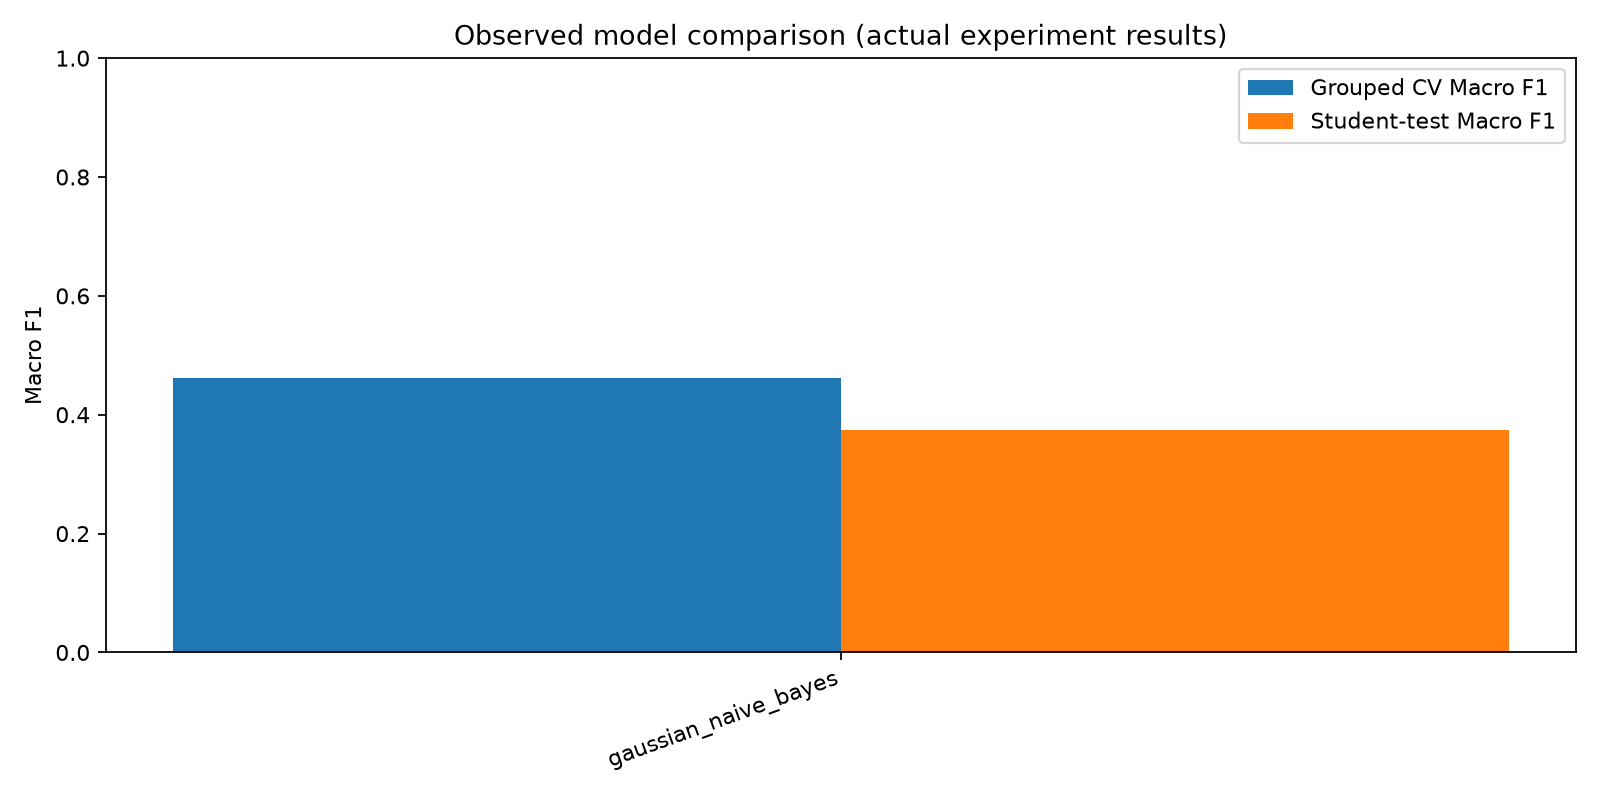 Observed model comparison (actual experiment results)
Grouped CV Macro F1
Student-test Macro F1
Macro F1
1.0
0.8
0.6
0.4
0.2
0.0
gaussian_naive_bayes